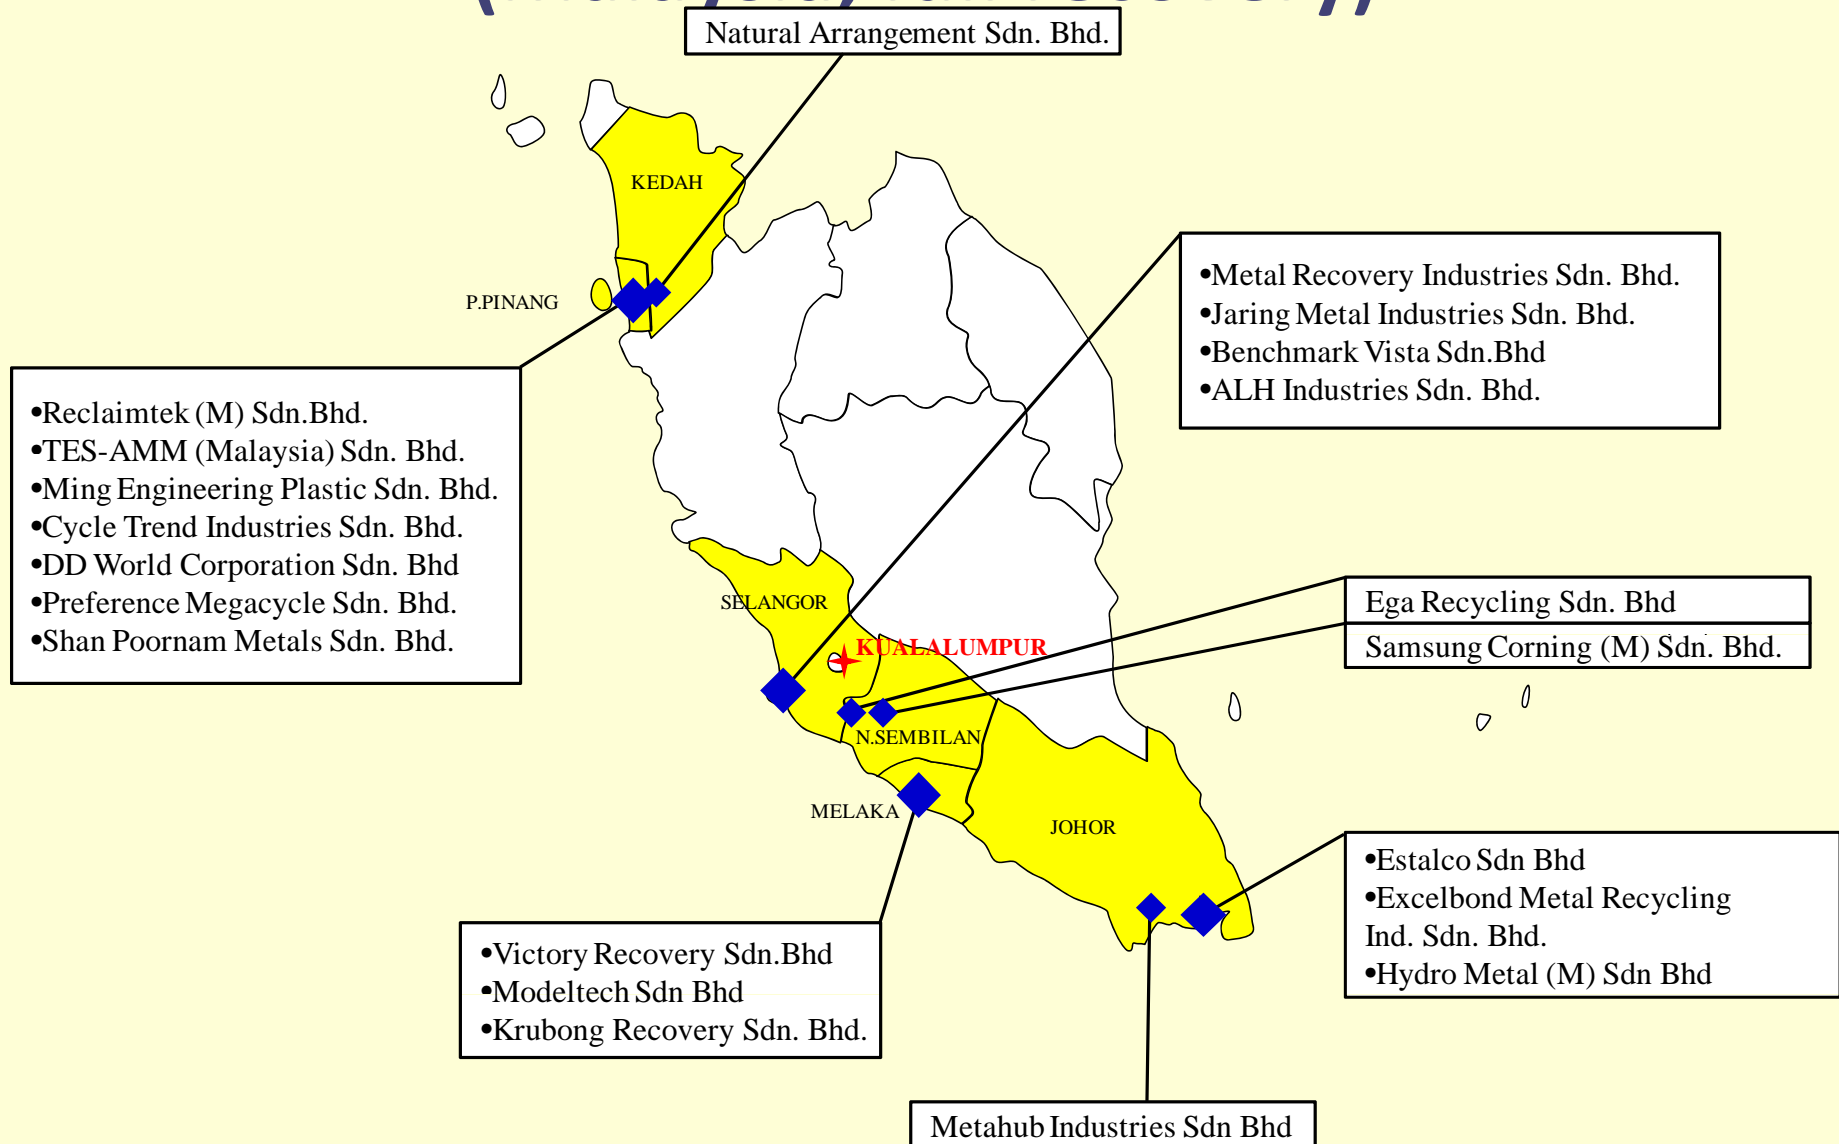 Natural Arrangement Sdn. Bhd.
KEDAH
P.PINANG
•Metal Recovery Industries Sdn. Bhd.
•Jaring Metal Industries Sdn. Bhd.
•Benchmark Vista Sdn.Bhd
•ALH Industries Sdn. Bhd.
•Reclaimtek (M) Sdn.Bhd.
•TES-AMM (Malaysia) Sdn. Bhd.
•Ming Engineering Plastic Sdn. Bhd.
•Cycle Trend Industries Sdn. Bhd.
•DD World Corporation Sdn. Bhd
•Preference Megacycle Sdn. Bhd.
•Shan Poornam Metals Sdn. Bhd.
SELANGOR
KUALALUMPUR
Ega Recycling Sdn. Bhd
Samsung Corning (M) Sdn. Bhd.
N.SEMBILAN
MELAKA
JOHOR
•Estalco Sdn Bhd
•Excelbond Metal Recycling
Ind. Sdn. Bhd.
•Hydro Metal (M) Sdn Bhd
•Victory Recovery Sdn.Bhd
•Modeltech Sdn Bhd
•Krubong Recovery Sdn. Bhd.
Metahub Industries Sdn Bhd